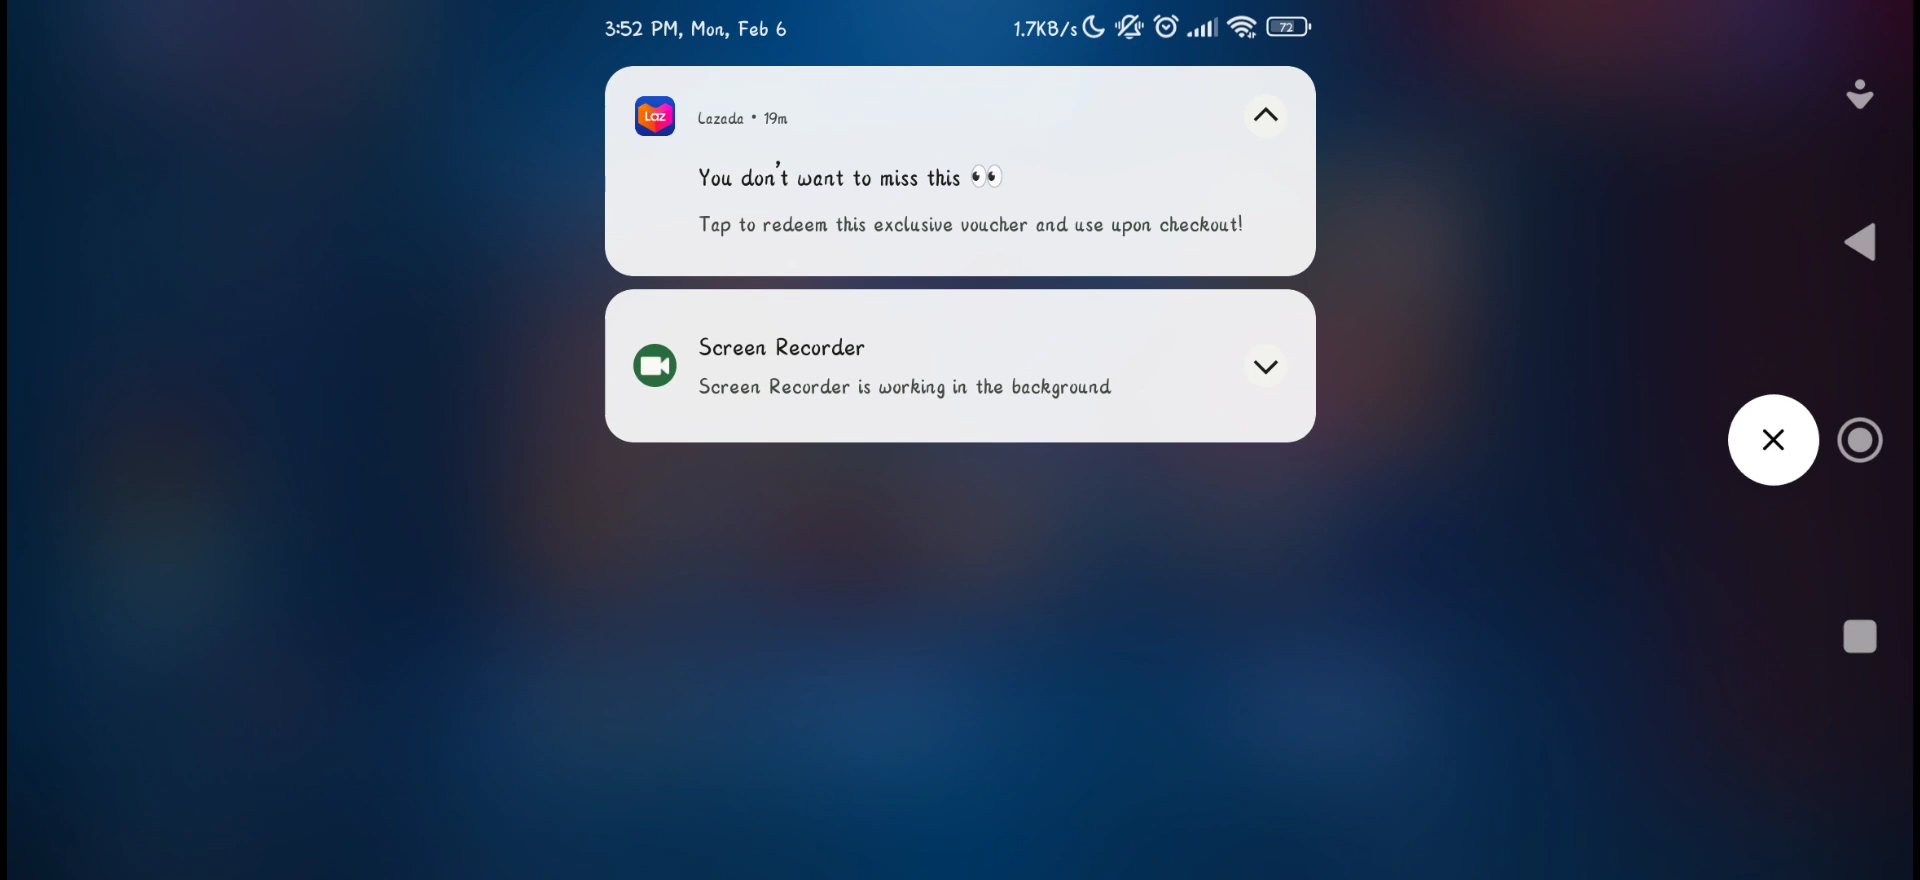 3:52 PM, Mon, Feb 6 1.7KB/s 72
Laz Lazada • 19m
You don't want to miss this 👀
Tap to redeem this exclusive voucher and use upon checkout!
Screen Recorder
Screen Recorder is working in the background